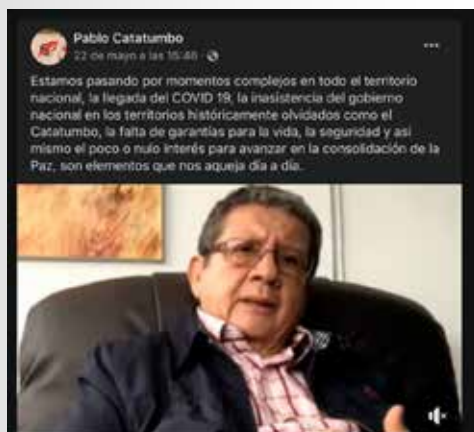 Pablo Catatumbo
22 de mayo a las 15:46 ·
Estamos pasando por momentos complejos en todo el territorio
nacional, la llegada del COVID 19, la inasistencia del gobierno
nacional en los territorios históricamente olvidados como el
Catatumbo, la falta de garantías para la vida, la seguridad y así
mismo el poco o nulo interés para avanzar en la consolidación de la
Paz, son elementos que nos aqueja día a día.